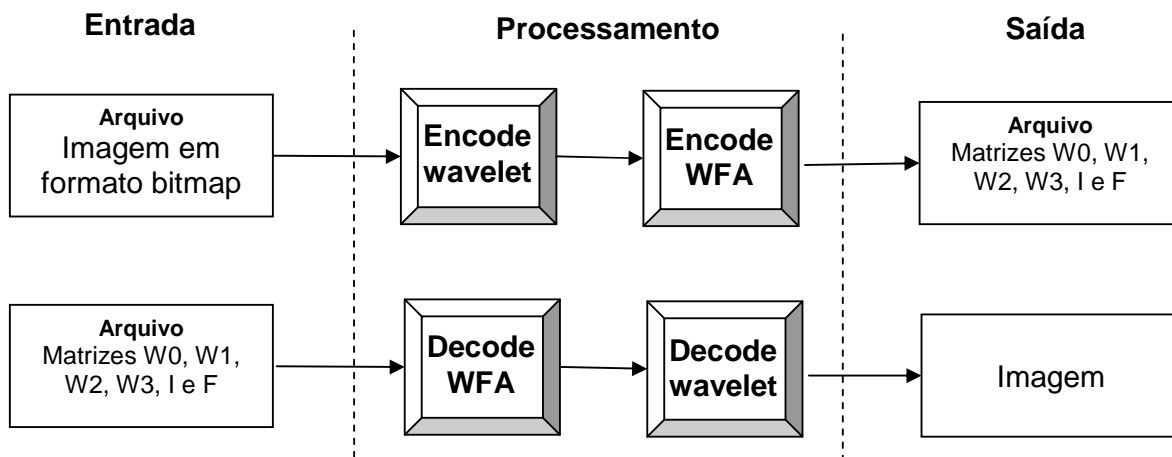 Entrada
Processamento
Saída
Arquivo
Imagem em
formato bitmap
Encode
wavelet
Encode
WFA
Arquivo
Matrizes W0, W1,
W2, W3, I e F
Arquivo
Matrizes W0, W1,
W2, W3, I e F
Decode
WFA
Decode
wavelet
Imagem